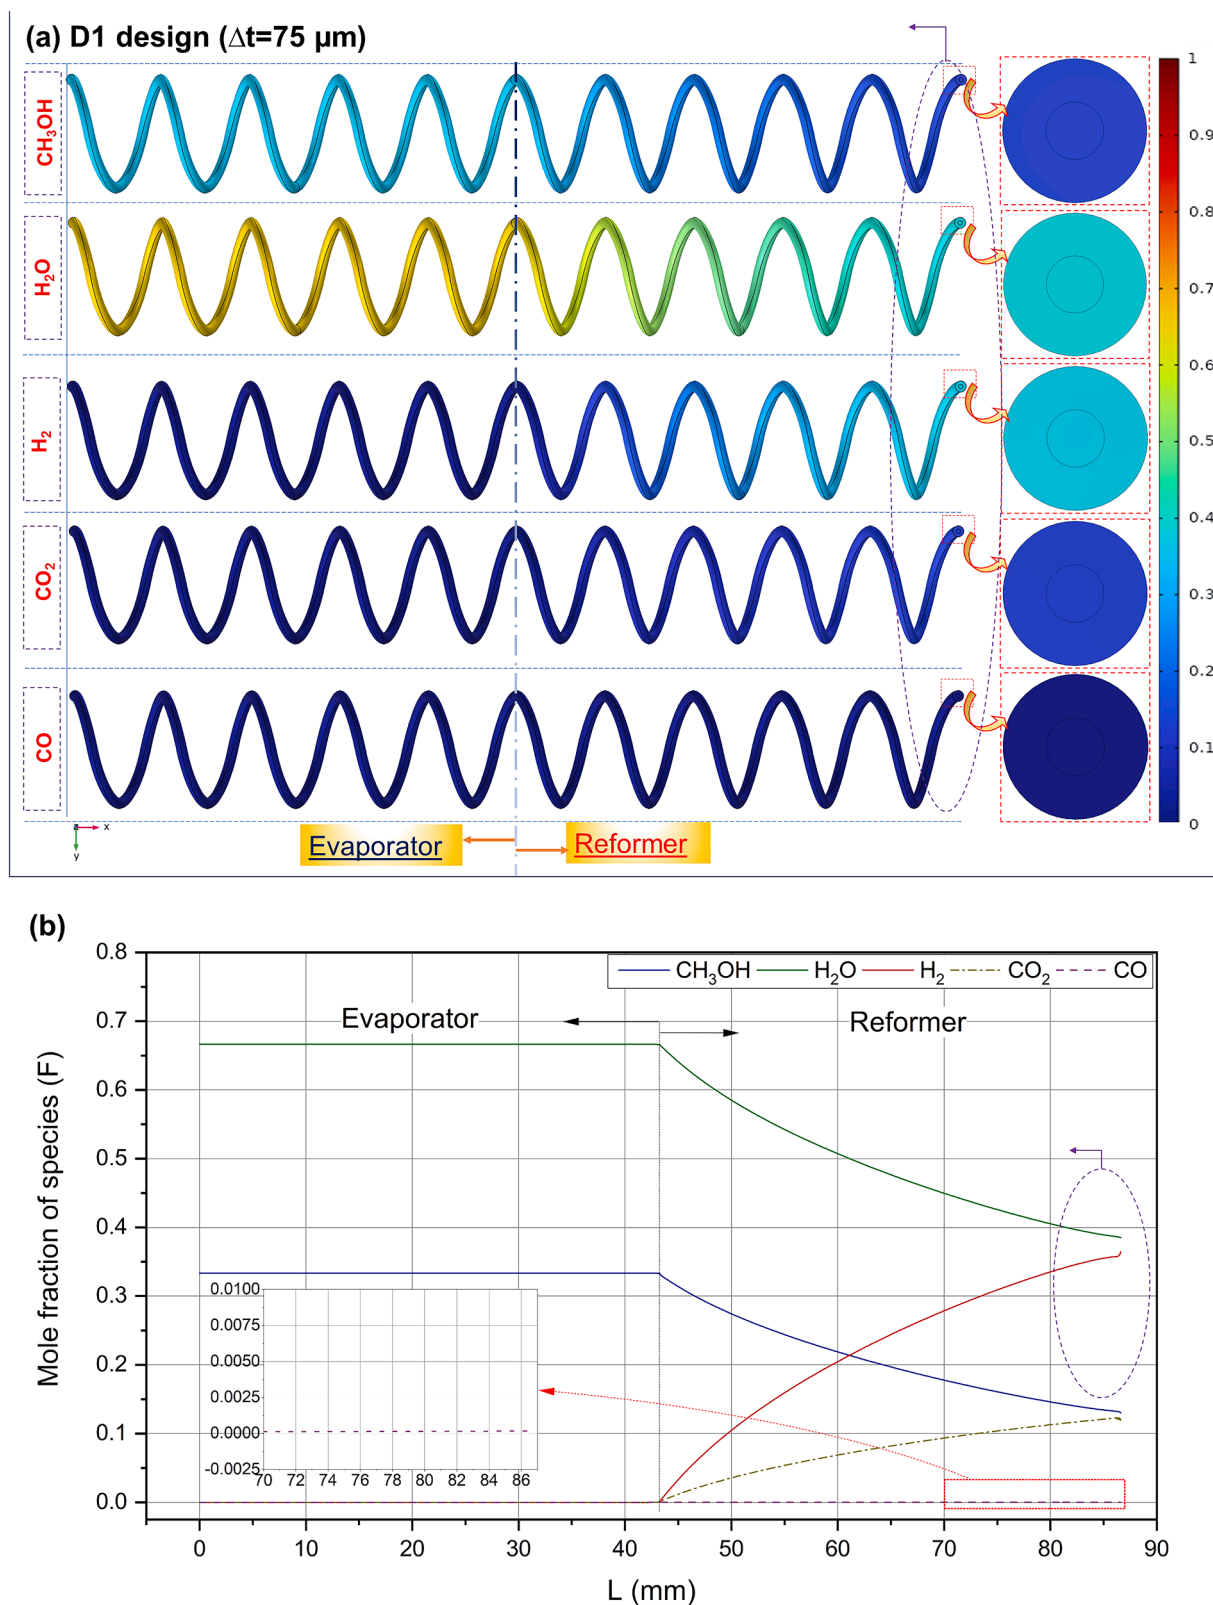 (a) D1 design (Δt=75 µm)
CH₃OH
H₂O
H₂
CO₂
CO
1
0.9
0.8
0.7
0.6
0.5
0.4
0.3
0.2
0.1
0
z x
y
Evaporator
Reformer
(b)
CH₃OH H₂O H₂ CO₂ CO
Evaporator
Reformer
Mole fraction of species (F)
0.8
0.7
0.6
0.5
0.4
0.3
0.2
0.1
0.0
0.0100
0.0075
0.0050
0.0025
0.0000
-0.0025
70 72 74 76 78 80 82 84 86
0 10 20 30 40 50 60 70 80 90
L (mm)